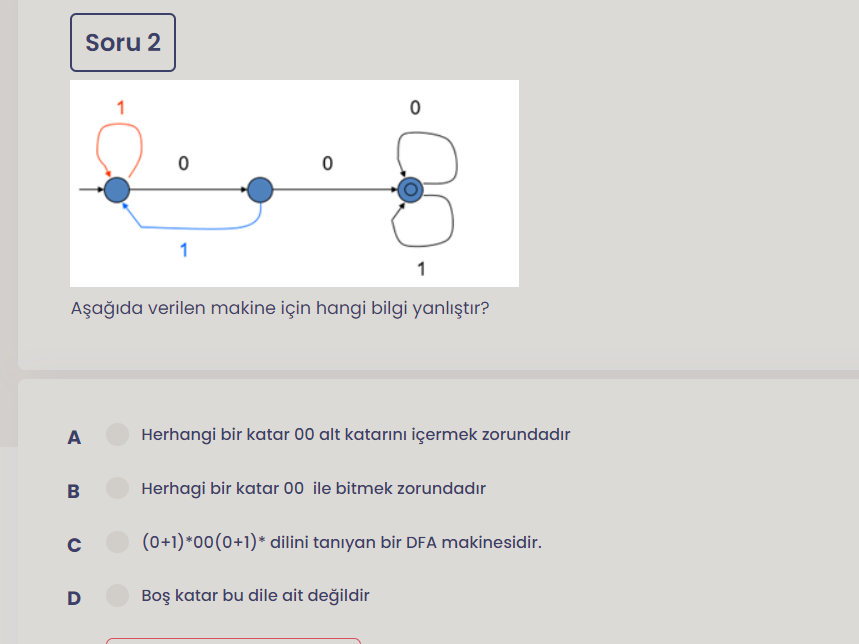 Soru 2
1
0
0
0
0
1
1
Aşağıda verilen makine için hangi bilgi yanlıştır?
A Herhangi bir katar 00 alt katarını içermek zorundadır
B Herhagi bir katar 00 ile bitmek zorundadır
C (0+1)*00(0+1)* dilini tanıyan bir DFA makinesidir.
D Boş katar bu dile ait değildir